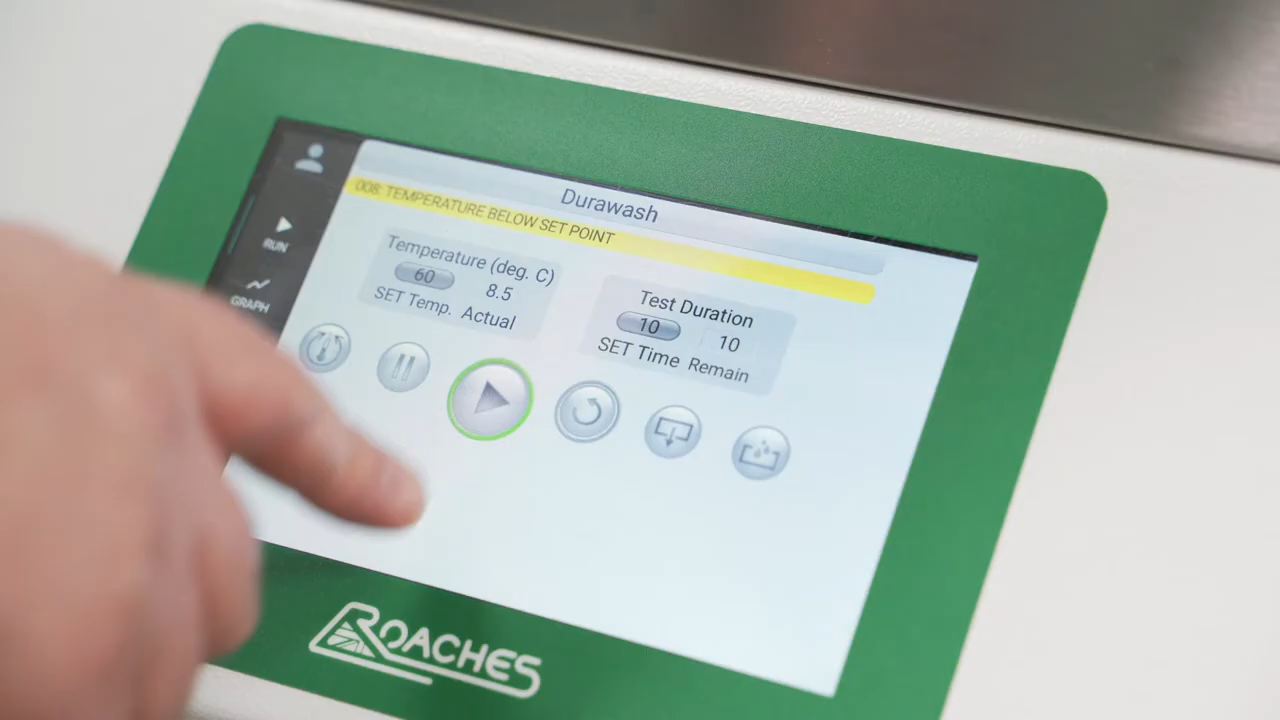 Durawash
008: TEMPERATURE BELOW SET POINT
RUN
GRAPH
Temperature (deg. C)
60 8.5
SET Temp. Actual
Test Duration
10 10
SET Time Remain
ROACHES